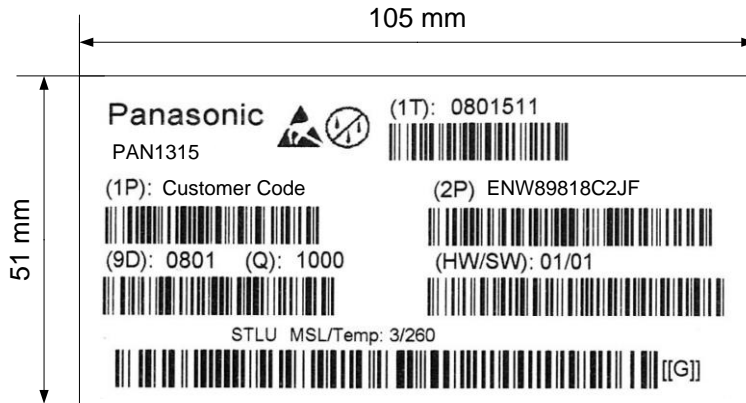 105 mm
51 mm
Panasonic
PAN1315
(1T): 0801511
(1P): Customer Code
(2P) ENW89818C2JF
(9D): 0801 (Q): 1000
(HW/SW): 01/01
STLU MSL/Temp: 3/260
[[G]]